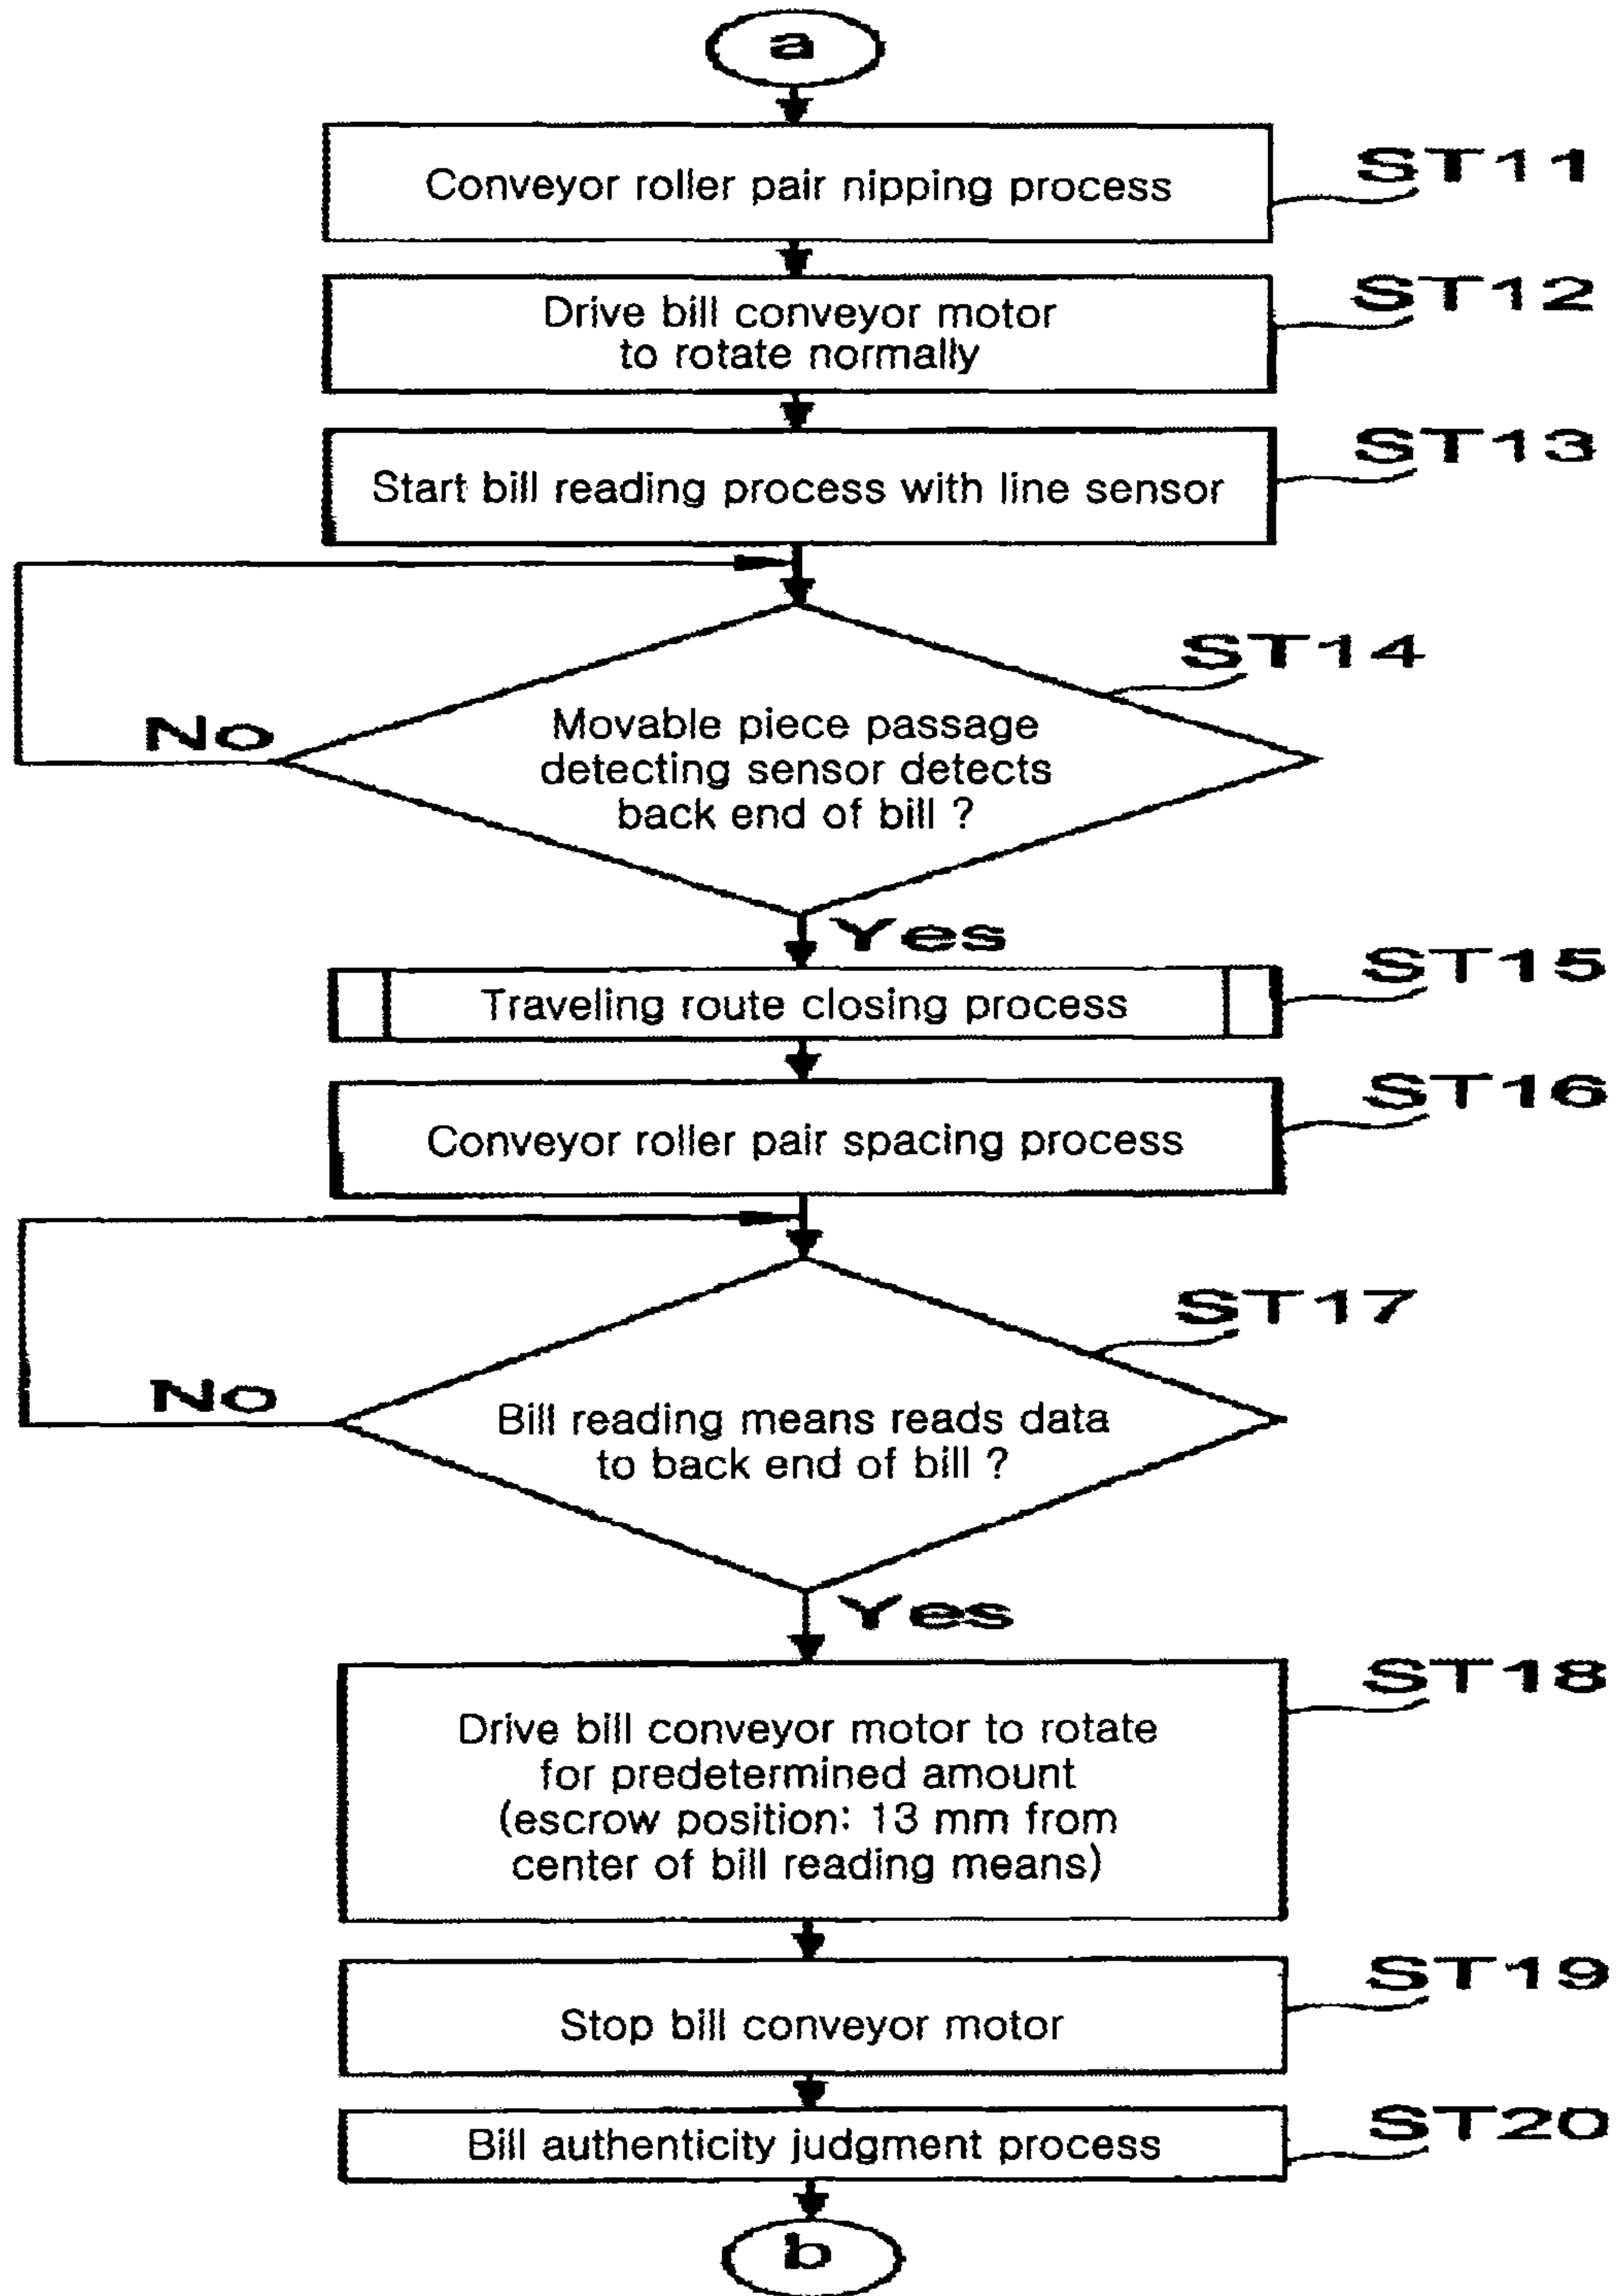 a
Conveyor roller pair nipping process
ST11
Drive bill conveyor motor
to rotate normally
ST12
Start bill reading process with line sensor
ST13
ST14
Movable piece passage
detecting sensor detects
back end of bill ?
No
Yes
Traveling route closing process
ST15
Conveyor roller pair spacing process
ST16
ST17
Bill reading means reads data
to back end of bill ?
No
Yes
Drive bill conveyor motor to rotate
for predetermined amount
(escrow position: 13 mm from
center of bill reading means)
ST18
Stop bill conveyor motor
ST19
Bill authenticity judgment process
ST20
b